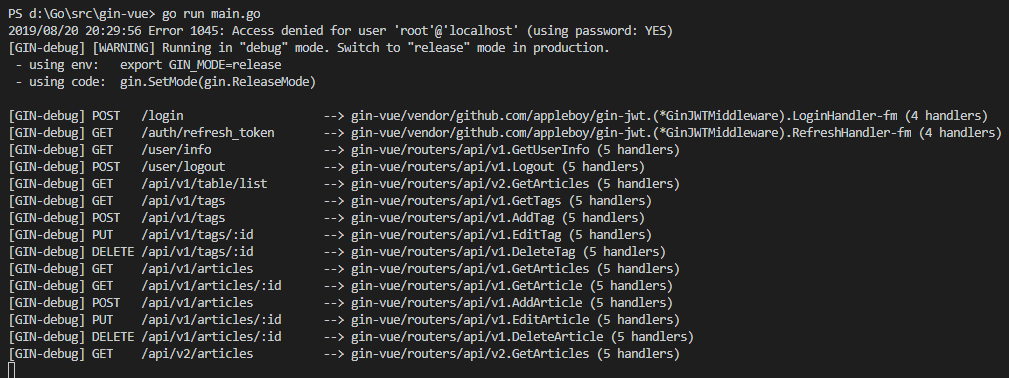 PS d:\Go\src\gin-vue> go run main.go
2019/08/20 20:29:56 Error 1045: Access denied for user 'root'@'localhost' (using password: YES)
[GIN-debug] [WARNING] Running in "debug" mode. Switch to "release" mode in production.
 - using env:   export GIN_MODE=release
 - using code:  gin.SetMode(gin.ReleaseMode)

[GIN-debug] POST   /login                    --> gin-vue/vendor/github.com/appleboy/gin-jwt.(*GinJWTMiddleware).LoginHandler-fm (4 handlers)
[GIN-debug] GET    /auth/refresh_token       --> gin-vue/vendor/github.com/appleboy/gin-jwt.(*GinJWTMiddleware).RefreshHandler-fm (4 handlers)
[GIN-debug] GET    /user/info                --> gin-vue/routers/api/v1.GetUserInfo (5 handlers)
[GIN-debug] POST   /user/logout              --> gin-vue/routers/api/v1.Logout (5 handlers)
[GIN-debug] GET    /api/v1/table/list        --> gin-vue/routers/api/v2.GetArticles (5 handlers)
[GIN-debug] GET    /api/v1/tags              --> gin-vue/routers/api/v1.GetTags (5 handlers)
[GIN-debug] POST   /api/v1/tags              --> gin-vue/routers/api/v1.AddTag (5 handlers)
[GIN-debug] PUT    /api/v1/tags/:id          --> gin-vue/routers/api/v1.EditTag (5 handlers)
[GIN-debug] DELETE /api/v1/tags/:id          --> gin-vue/routers/api/v1.DeleteTag (5 handlers)
[GIN-debug] GET    /api/v1/articles          --> gin-vue/routers/api/v1.GetArticles (5 handlers)
[GIN-debug] GET    /api/v1/articles/:id      --> gin-vue/routers/api/v1.GetArticle (5 handlers)
[GIN-debug] POST   /api/v1/articles          --> gin-vue/routers/api/v1.AddArticle (5 handlers)
[GIN-debug] PUT    /api/v1/articles/:id      --> gin-vue/routers/api/v1.EditArticle (5 handlers)
[GIN-debug] DELETE /api/v1/articles/:id      --> gin-vue/routers/api/v1.DeleteArticle (5 handlers)
[GIN-debug] GET    /api/v2/articles          --> gin-vue/routers/api/v2.GetArticles (5 handlers)